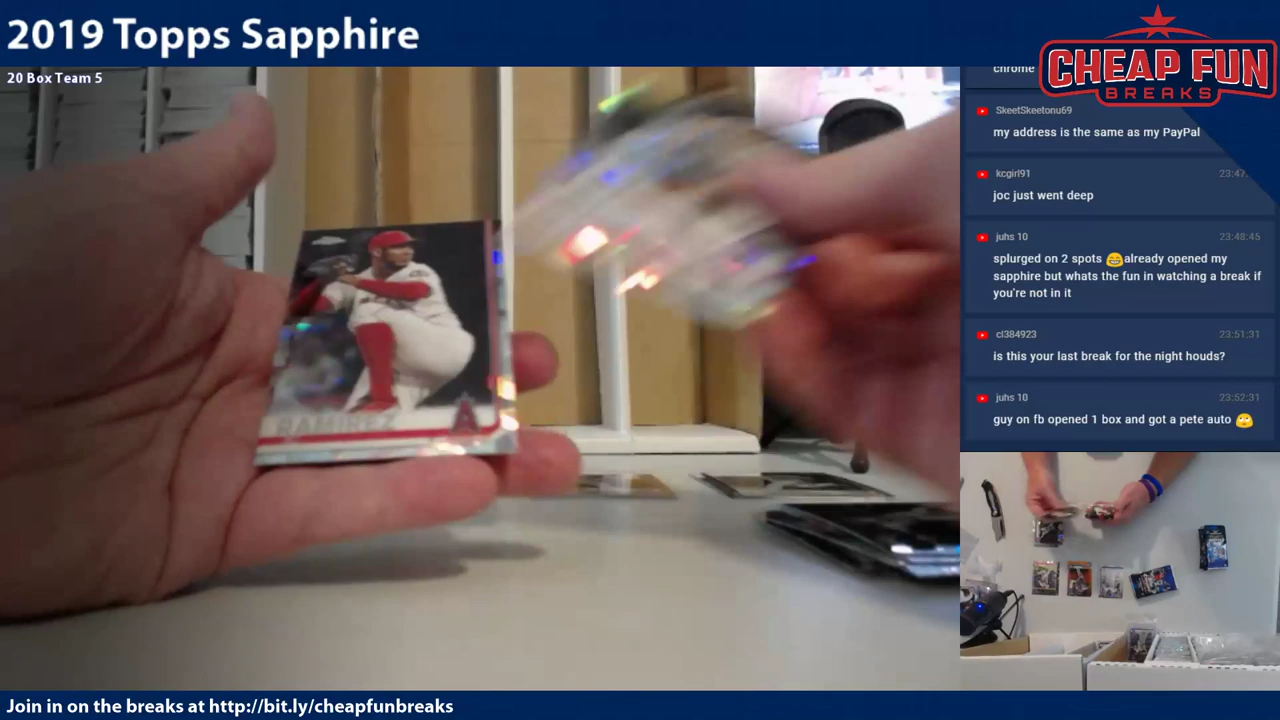 2019 Topps Sapphire
20 Box Team 5
CHEAP FUN
BREAKS
chrome
SkeetSkeetonu69
my address is the same as my PayPal
kcgirl91
23:47
joc just went deep
juhs 10
23:48:45
splurged on 2 spots 😂already opened my
sapphire but whats the fun in watching a break if
you're not in it
cl384923
23:51:31
is this your last break for the night houds?
juhs 10
23:52:31
guy on fb opened 1 box and got a pete auto 🙄
RAMIREZ
Join in on the breaks at http://bit.ly/cheapfunbreaks